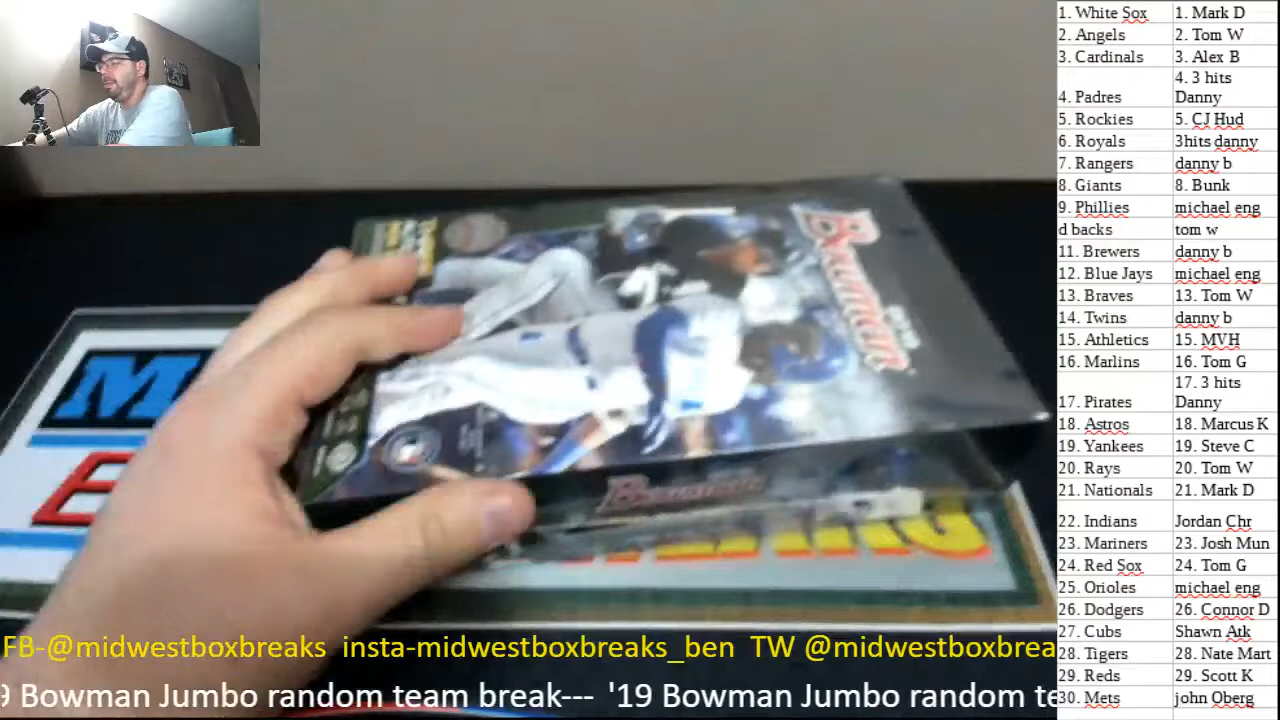 1. White Sox 1. Mark D
2. Angels 2. Tom W
3. Cardinals 3. Alex B
4. Padres 4. 3 hits Danny
5. Rockies 5. CJ Hud
6. Royals 3hits danny
7. Rangers danny b
8. Giants 8. Bunk
9. Phillies michael eng
d backs tom w
11. Brewers danny b
12. Blue Jays michael eng
13. Braves 13. Tom W
14. Twins danny b
15. Athletics 15. MVH
16. Marlins 16. Tom G
17. Pirates 17. 3 hits Danny
18. Astros 18. Marcus K
19. Yankees 19. Steve C
20. Rays 20. Tom W
21. Nationals 21. Mark D
22. Indians Jordan Chr
23. Mariners 23. Josh Mun
24. Red Sox 24. Tom G
25. Orioles michael eng
26. Dodgers 26. Connor D
27. Cubs Shawn Atk
28. Tigers 28. Nate Mart
29. Reds 29. Scott K
30. Mets john Oberg
Bowman
Bowman
FB-@midwestboxbreaks insta-midwestboxbreaks_ben TW @midwestboxbrea
9 Bowman Jumbo random team break--- '19 Bowman Jumbo random te